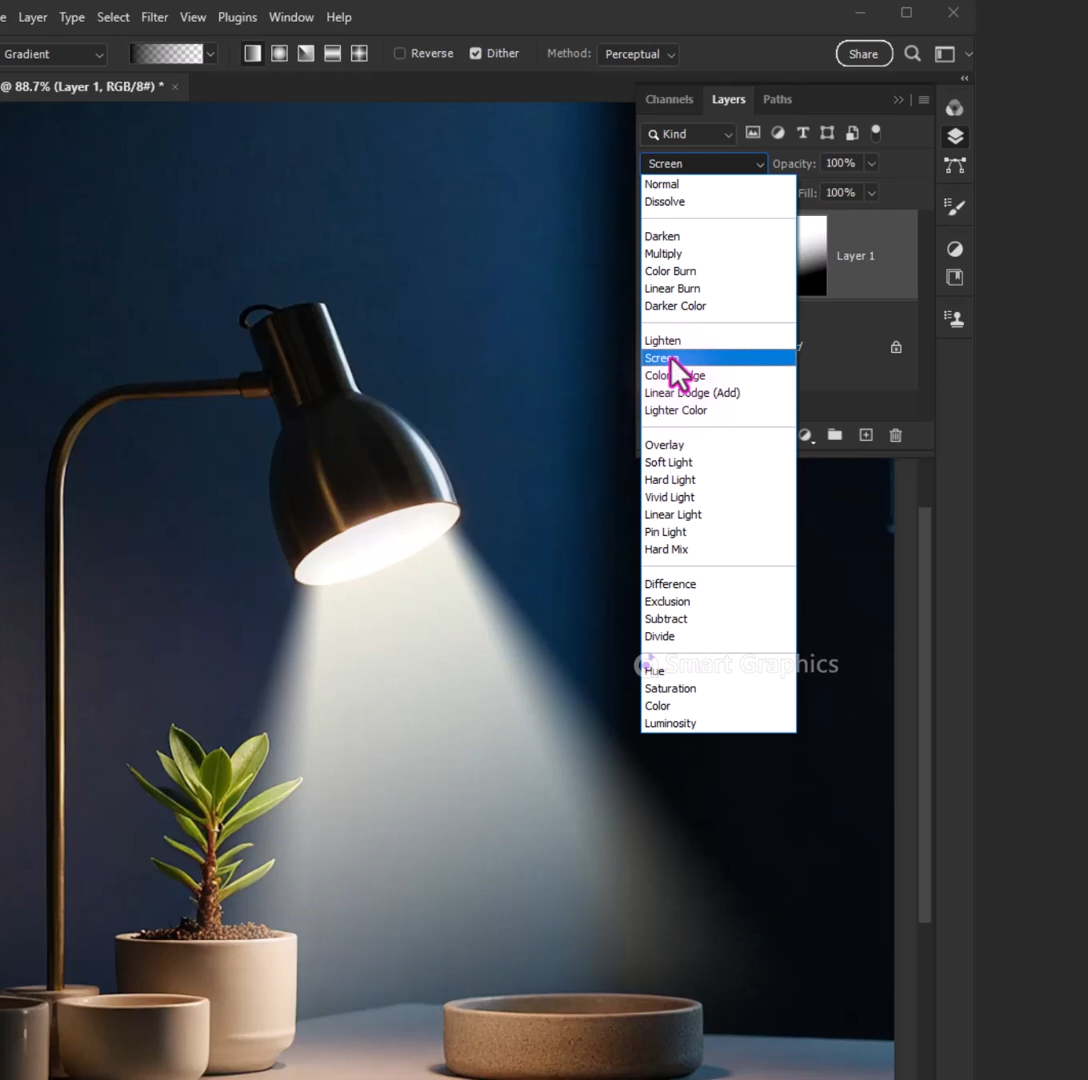 Layer Type Select Filter View Plugins Window Help
Gradient Reverse Dither Method: Perceptual Share
@ 88.7% (Layer 1, RGB/8#) * ×
Channels Layers Paths
Kind
Screen Opacity: 100%
Normal Fill: 100%
Dissolve
Darken
Multiply
Layer 1
Color Burn
Linear Burn
Darker Color
Lighten
Screen
Color Dodge
Linear Dodge (Add)
Lighter Color
Overlay
Soft Light
Hard Light
Vivid Light
Linear Light
Pin Light
Hard Mix
Difference
Exclusion
Subtract
Divide
Smart Graphics
Hue
Saturation
Color
Luminosity